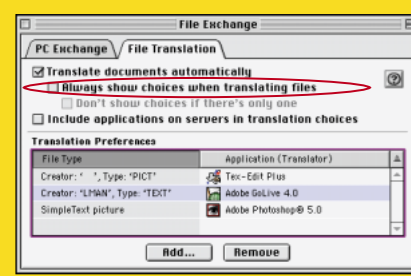 File Exchange
PC Exchange File Translation
Translate documents automatically
Always show choices when translating files
Don't show choices if there's only one
Include applications on servers in translation choices
Translation Preferences
File Type Application (Translator)
Creator: ‘ ’, Type: “PICT” Tex-Edit Plus
Creator: “LMAN”, Type: “TEXT” Adobe GoLive 4.0
SimpleText picture Adobe Photoshop® 5.0
Add... Remove